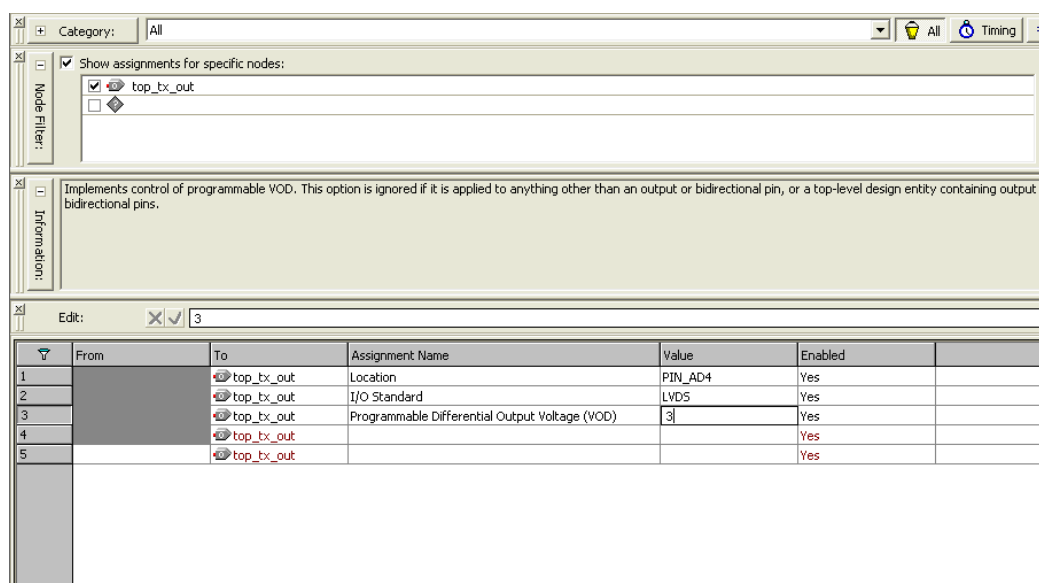 Category: All All Timing
Show assignments for specific nodes:
Node Filter:
top_tx_out
Information:
Implements control of programmable VOD. This option is ignored if it is applied to anything other than an output or bidirectional pin, or a top-level design entity containing output
bidirectional pins.
Edit: 3
From To Assignment Name Value Enabled
1 top_tx_out Location PIN_AD4 Yes
2 top_tx_out I/O Standard LVDS Yes
3 top_tx_out Programmable Differential Output Voltage (VOD) 3 Yes
4 top_tx_out Yes
5 top_tx_out Yes